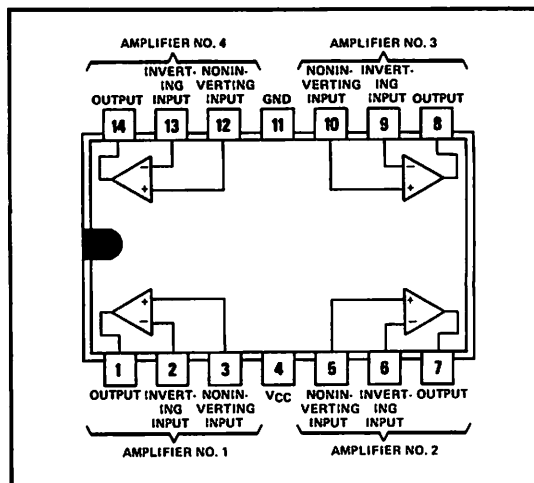 AMPLIFIER NO. 4 AMPLIFIER NO. 3
INVERT- NONIN- NONIN- INVERT-
ING VERTING VERTING ING
OUTPUT INPUT INPUT GND INPUT INPUT OUTPUT
14 13 12 11 10 9 8
- + + -
+ - + -
1 2 3 4 5 6 7
OUTPUT INVERT- NONIN- VCC NONIN- INVERT- OUTPUT
ING VERTING VERTING ING
INPUT INPUT INPUT INPUT
AMPLIFIER NO. 1 AMPLIFIER NO. 2